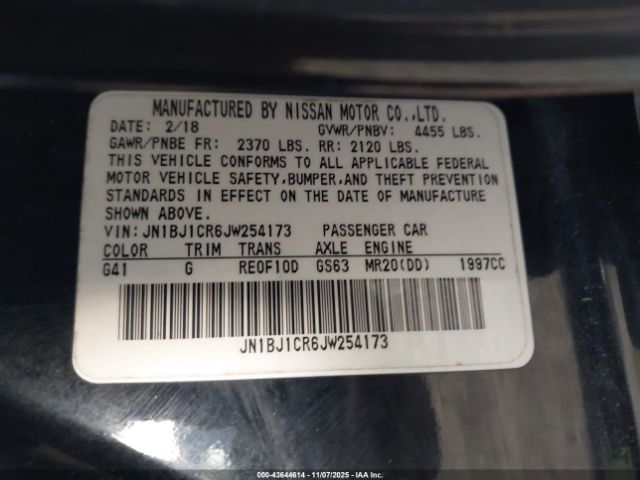 MANUFACTURED BY NISSAN MOTOR CO.,LTD.
DATE: 2/18 GVWR/PNBV: 4455 LBS.
GAWR/PNBE FR: 2370 LBS. RR: 2120 LBS.
THIS VEHICLE CONFORMS TO ALL APPLICABLE FEDERAL
MOTOR VEHICLE SAFETY,BUMPER,AND THEFT PREVENTION
STANDARDS IN EFFECT ON THE DATE OF MANUFACTURE
SHOWN ABOVE.
VIN:JN1BJ1CR6JW254173 PASSENGER CAR
COLOR TRIM TRANS AXLE ENGINE
G41 G RE0F10D GS63 MR20(DD) 1997CC
JN1BJ1CR6JW254173
000-43644614 - 11/07/2025 - IAA Inc.